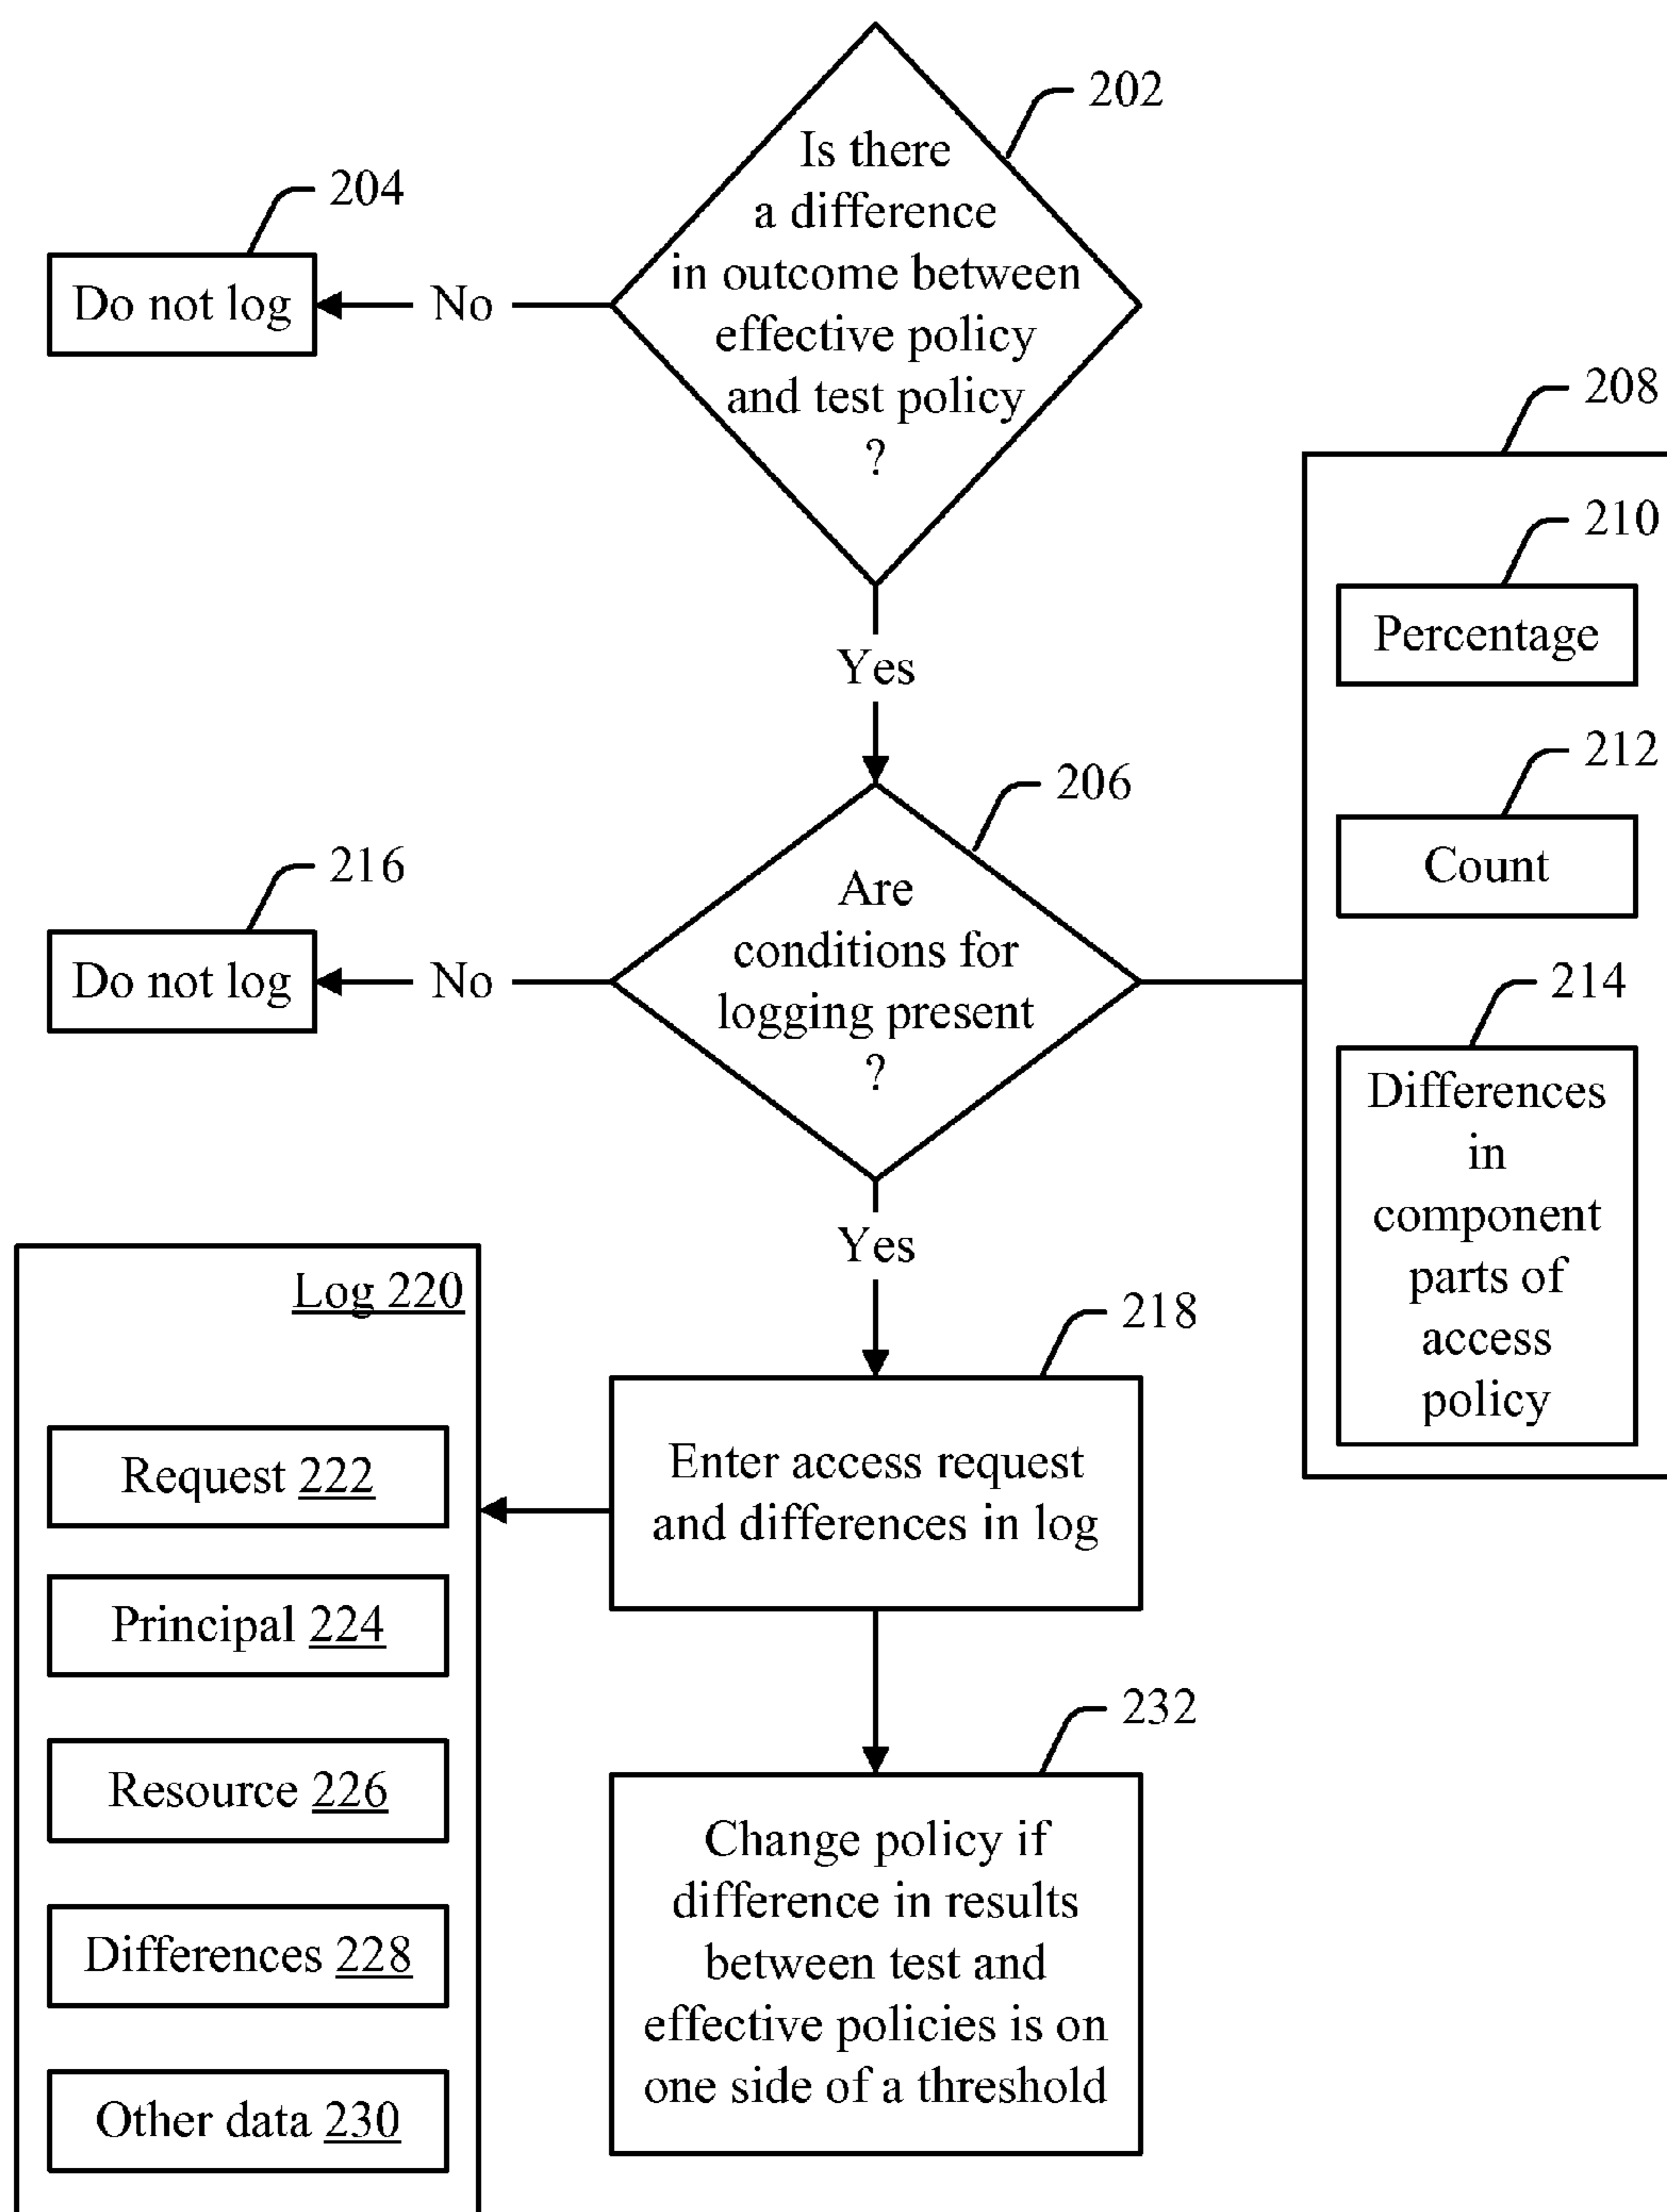 202
Is there
a difference
in outcome between
effective policy
and test policy
?
204
Do not log
No
Yes
208
210
Percentage
212
Count
214
Differences
in
component
parts of
access
policy
206
Are
conditions for
logging present
?
216
Do not log
No
Yes
218
Enter access request
and differences in log
Log 220
Request 222
Principal 224
Resource 226
Differences 228
Other data 230
232
Change policy if
difference in results
between test and
effective policies is on
one side of a threshold